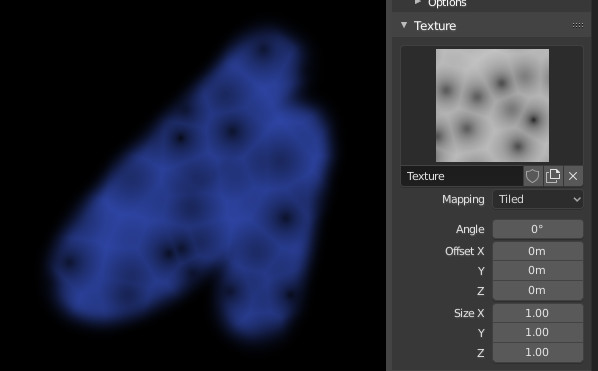 Options
Texture
Texture
Mapping Tiled
Angle 0°
Offset X 0m
Y 0m
Z 0m
Size X 1.00
Y 1.00
Z 1.00